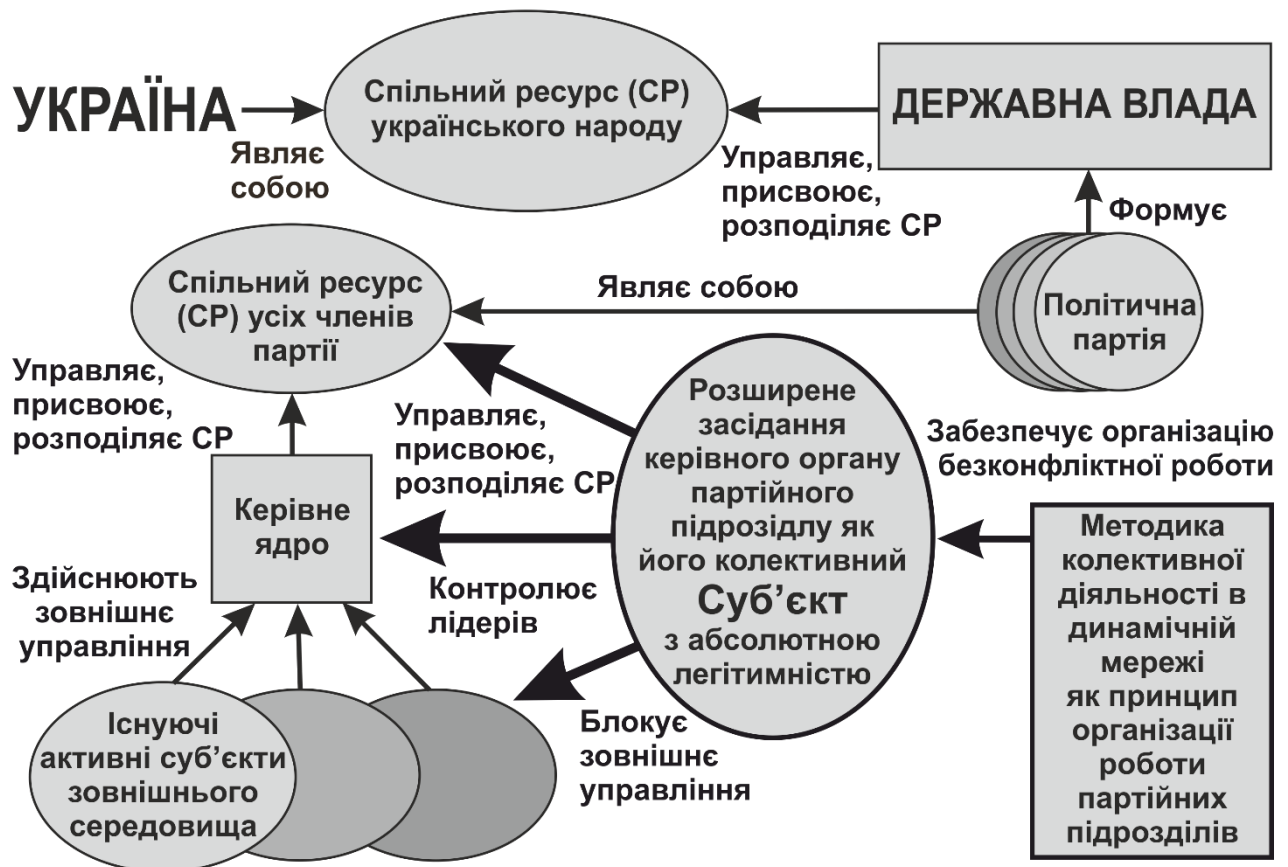 УКРАЇНА
Являє
собою
Спільний ресурс (СР)
українського народу
Управляє,
присвоює,
розподіляє СР
ДЕРЖАВНА ВЛАДА
Формує
Політична
партія
Являє собою
Спільний ресурс
(СР) усіх членів
партії
Управляє,
присвоює,
розподіляє СР
Управляє,
присвоює,
розподіляє СР
Керівне
ядро
Контролює
лідерів
Розширене
засідання
керівного органу
партійного
підрозідлу як
його колективний
Суб’єкт
з абсолютною
легітимністю
Забезпечує організацію
безконфліктної роботи
Методика
колективної
діяльності в
динамічній
мережі
як принцип
організації
роботи
партійних
підрозділів
Здійснюють
зовнішнє
управління
Існуючі
активні суб’єкти
зовнішнього
середовища
Блокує
зовнішнє
управління